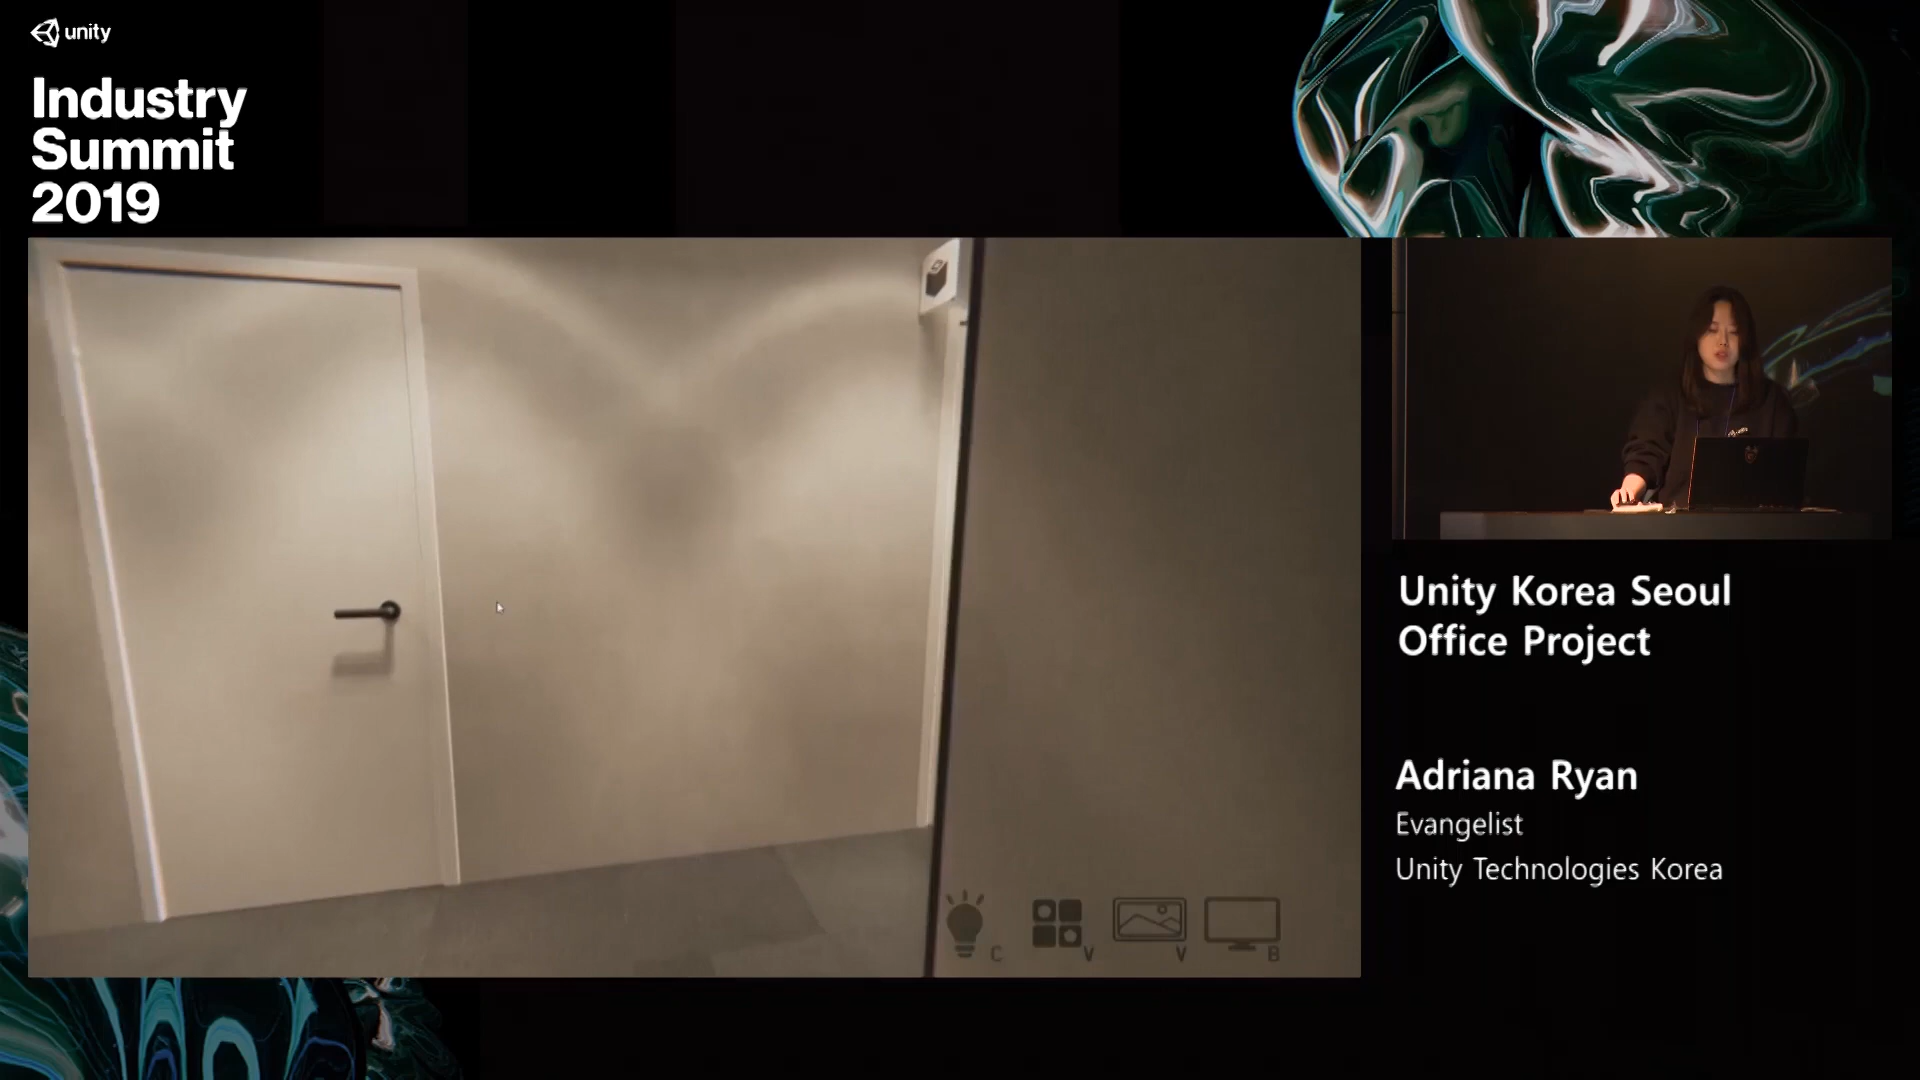 unity
Industry
Summit
2019
C
V
V
B
Unity Korea Seoul
Office Project
Adriana Ryan
Evangelist
Unity Technologies Korea